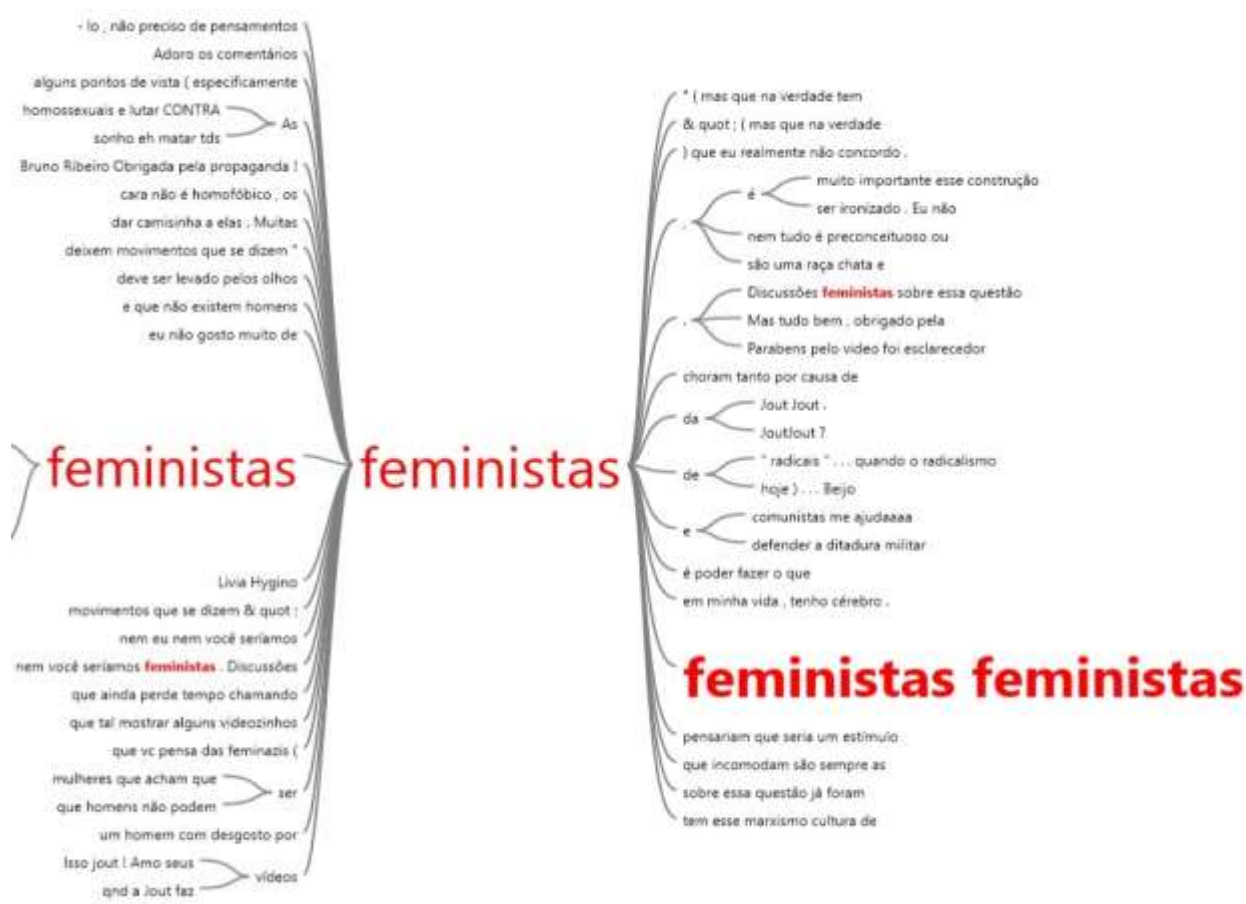 - lo , não preciso de pensamentos
Adoro os comentários
alguns pontos de vista ( especificamente
homossexuais e lutar CONTRA
As
sonho eh matar tds
Bruno Ribeiro Obrigada pela propaganda !
cara não é homofóbico , os
dar camisinha a elas . Muitas
deixem movimentos que se dizem "
deve ser levado pelos olhos
e que não existem homens
eu não gosto muito de
feministas
Livia Hygino
movimentos que se dizem & quot ;
nem eu nem você seríamos
nem você seríamos feministas . Discussões
que ainda perde tempo chamando
que tal mostrar alguns videozinhos
que vc pensa das feminazis (
mulheres que acham que
ser
que homens não podem
um homem com desgosto por
Isso jout ! Amo seus
vídeos
qnd a Jout faz
feministas
" ( mas que na verdade tem
& quot ; ( mas que na verdade
) que eu realmente não concordo .
,
é
muito importante esse construção
ser ironizado . Eu não
nem tudo é preconceituoso ou
são uma raça chata e
.
Discussões feministas sobre essa questão
Mas tudo bem , obrigado pela
Parabens pelo video foi esclarecedor
choram tanto por causa de
da
Jout Jout .
JoutJout ?
de
" radicais " . . . quando o radicalismo
hoje ) . . . Beijo
e
comunistas me ajudaaaa
defender a ditadura militar
é poder fazer o que
em minha vida , tenho cérebro .
feministas feministas
pensariam que seria um estímulo
que incomodam são sempre as
sobre essa questão já foram
tem esse marxismo cultura de